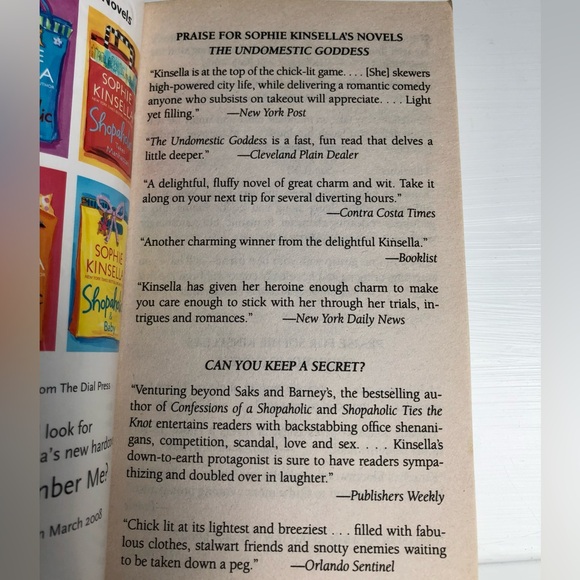 Novels
SOPHIE
KINSELLA
Shopaholic
SOPHIE
KINSELLA
Shopaholic
&
Baby
om The Dial Press
look for
a's new hardco
mber Me?
March 2008
PRAISE FOR SOPHIE KINSELLA'S NOVELS
THE UNDOMESTIC GODDESS
“Kinsella is at the top of the chick-lit game. . . . [She] skewers
high-powered city life, while delivering a romantic comedy
anyone who subsists on takeout will appreciate. . . . Light
yet filling.” —New York Post
“The Undomestic Goddess is a fast, fun read that delves a
little deeper.” —Cleveland Plain Dealer
“A delightful, fluffy novel of great charm and wit. Take it
along on your next trip for several diverting hours.”
—Contra Costa Times
“Another charming winner from the delightful Kinsella.”
—Booklist
“Kinsella has given her heroine enough charm to make
you care enough to stick with her through her trials, in-
trigues and romances.” —New York Daily News
CAN YOU KEEP A SECRET?
“Venturing beyond Saks and Barney's, the bestselling au-
thor of Confessions of a Shopaholic and Shopaholic Ties the
Knot entertains readers with backstabbing office shenani-
gans, competition, scandal, love and sex. . . . Kinsella's
down-to-earth protagonist is sure to have readers sympa-
thizing and doubled over in laughter.”
—Publishers Weekly
“Chick lit at its lightest and breeziest . . . filled with fabu-
lous clothes, stalwart friends and snotty enemies waiting
to be taken down a peg.” —Orlando Sentinel